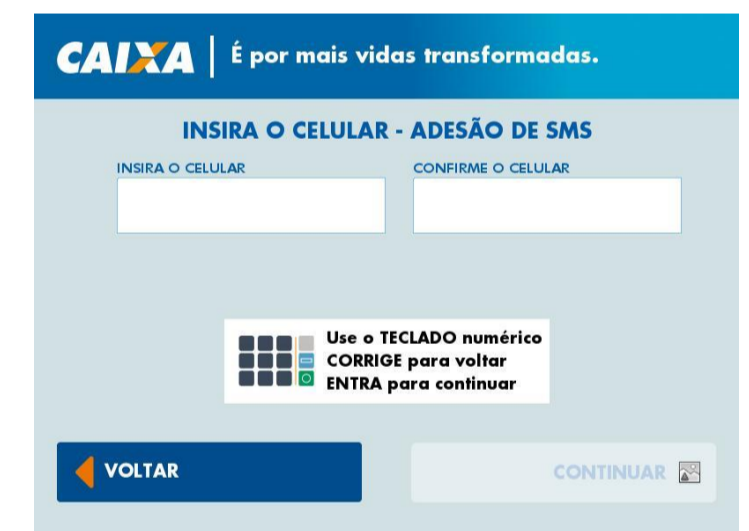 CAIXA
É por mais vidas transformadas.
INSIRA O CELULAR - ADESÃO DE SMS
INSIRA O CELULAR
CONFIRME O CELULAR
Use o TECLADO numérico
CORRIGE para voltar
ENTRA para continuar
VOLTAR
CONTINUAR